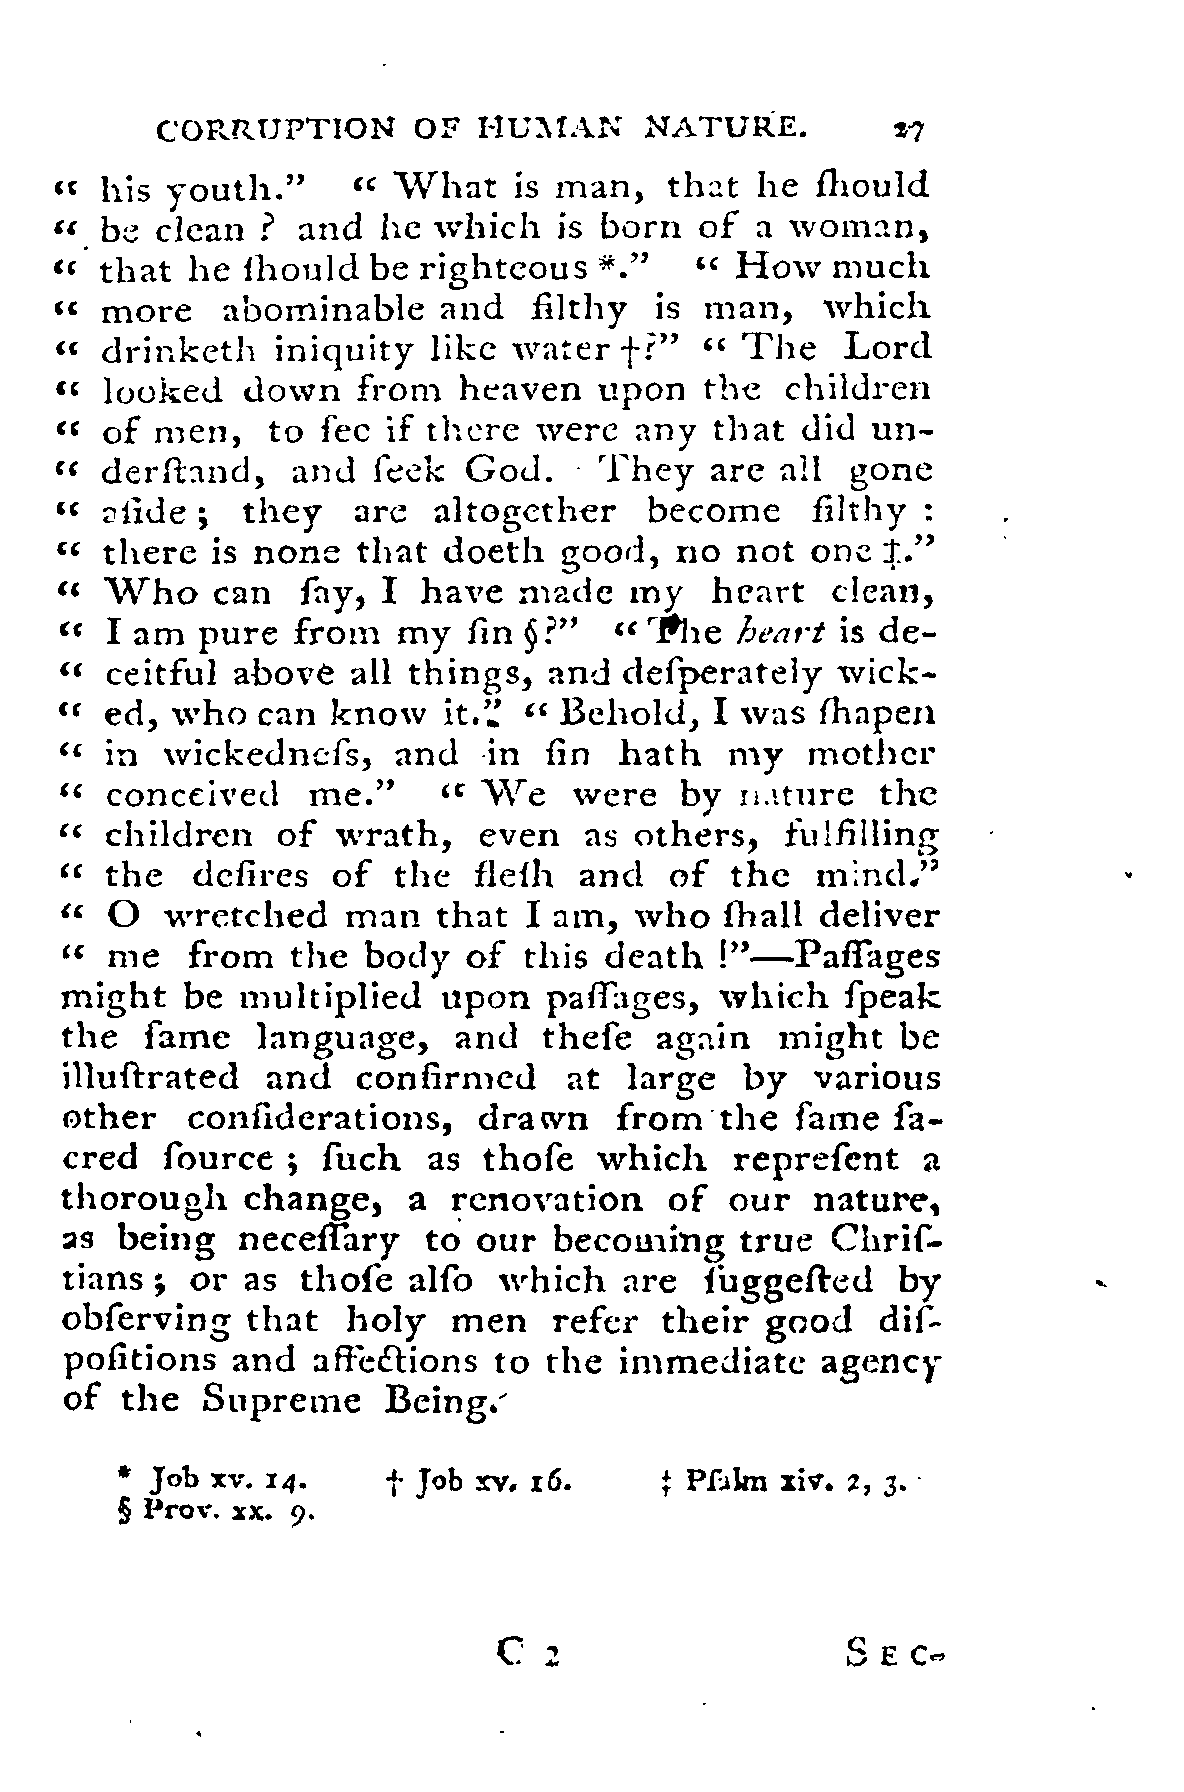 CORRUPTION OF HUMAN NATURE. 27
“ his youth.” “ What is man, that he ſhould
“ be clean ? and he which is born of a woman,
“ that he ſhould be righteous *.” “ How much
“ more abominable and filthy is man, which
“ drinketh iniquity like water †?” “ The Lord
“ looked down from heaven upon the children
“ of men, to ſee if there were any that did un-
“ derſtand, and ſeek God. They are all gone
“ aſide ; they are altogether become filthy :
“ there is none that doeth good, no not one ‡.”
“ Who can ſay, I have made my heart clean,
“ I am pure from my ſin §?” “ The heart is de-
“ ceitful above all things, and deſperately wick-
“ ed, who can know it.” “ Behold, I was ſhapen
“ in wickedneſs, and in ſin hath my mother
“ conceived me.” “ We were by nature the
“ children of wrath, even as others, fulfilling
“ the deſires of the fleſh and of the mind.”
“ O wretched man that I am, who ſhall deliver
“ me from the body of this death !”—Paſſages
might be multiplied upon paſſages, which ſpeak
the ſame language, and theſe again might be
illuſtrated and confirmed at large by various
other conſiderations, drawn from the ſame ſa-
cred ſource ; ſuch as thoſe which repreſent a
thorough change, a renovation of our nature,
as being neceſſary to our becoming true Chriſ-
tians ; or as thoſe alſo which are ſuggeſted by
obſerving that holy men refer their good diſ-
poſitions and affections to the immediate agency
of the Supreme Being.
* Job xv. 14. † Job xv. 16. ‡ Pſalm xiv. 2, 3.
§ Prov. xx. 9.
C 2 SEC-